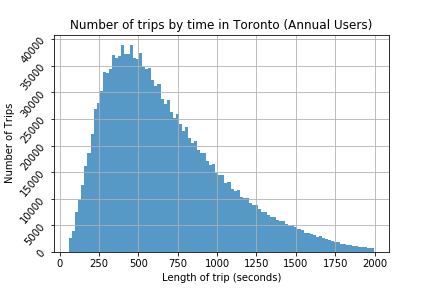 Number of trips by time in Toronto (Annual Users)
Number of Trips
40000
35000
30000
25000
20000
15000
10000
5000
0
0 250 500 750 1000 1250 1500 1750 2000
Length of trip (seconds)